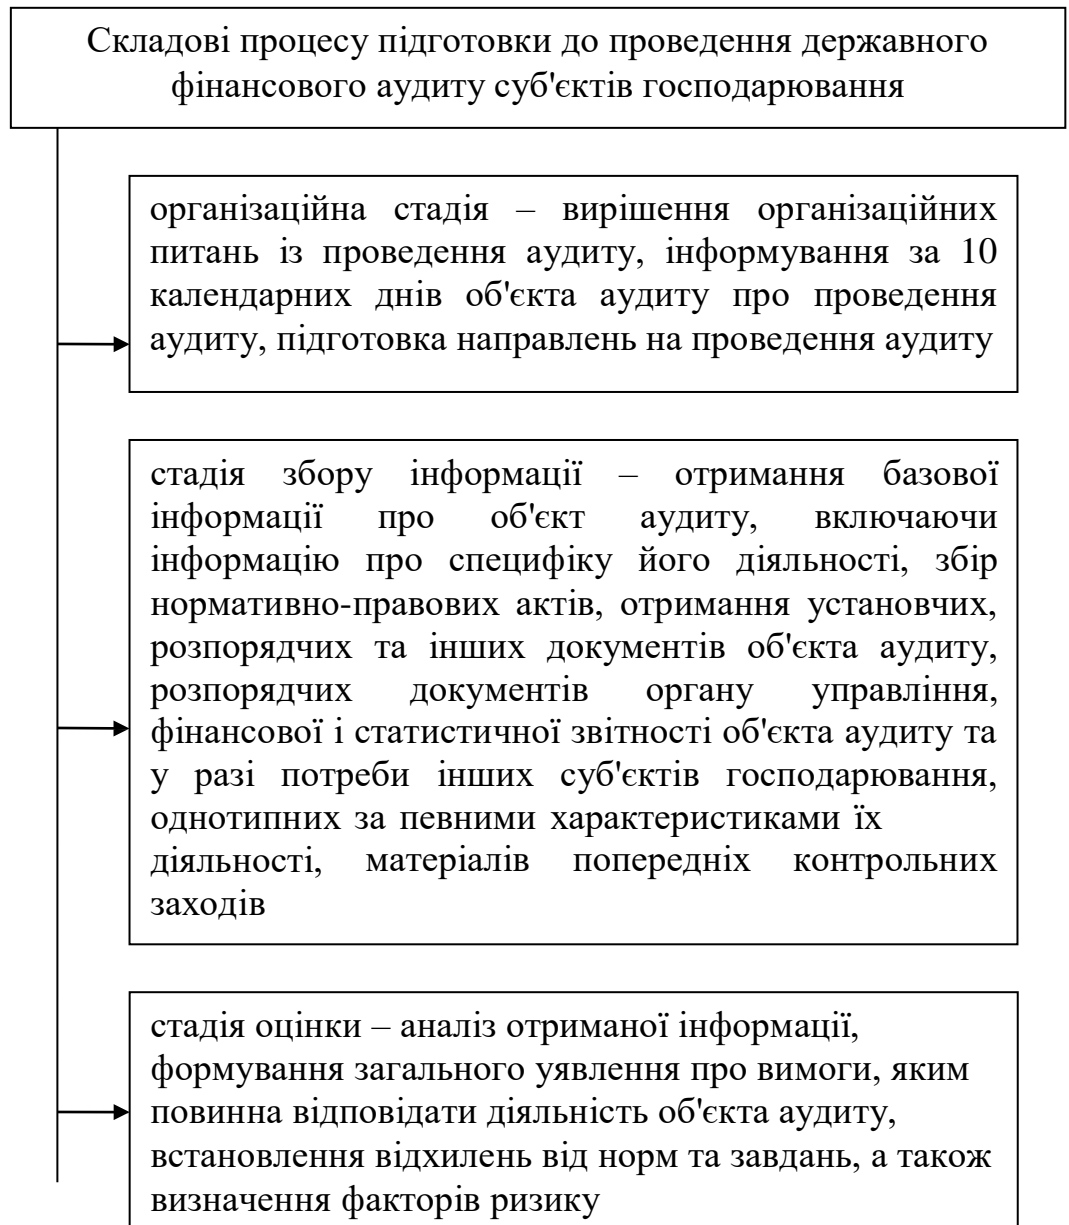 Складові процесу підготовки до проведення державного
фінансового аудиту суб'єктів господарювання
організаційна стадія – вирішення організаційних
питань із проведення аудиту, інформування за 10
календарних днів об'єкта аудиту про проведення
аудиту, підготовка направлень на проведення аудиту
стадія збору інформації – отримання базової
інформації про об'єкт аудиту, включаючи
інформацію про специфіку його діяльності, збір
нормативно-правових актів, отримання установчих,
розпорядчих та інших документів об'єкта аудиту,
розпорядчих документів органу управління,
фінансової і статистичної звітності об'єкта аудиту та
у разі потреби інших суб'єктів господарювання,
однотипних за певними характеристиками їх
діяльності, матеріалів попередніх контрольних
заходів
стадія оцінки – аналіз отриманої інформації,
формування загального уявлення про вимоги, яким
повинна відповідати діяльність об'єкта аудиту,
встановлення відхилень від норм та завдань, а також
визначення факторів ризику